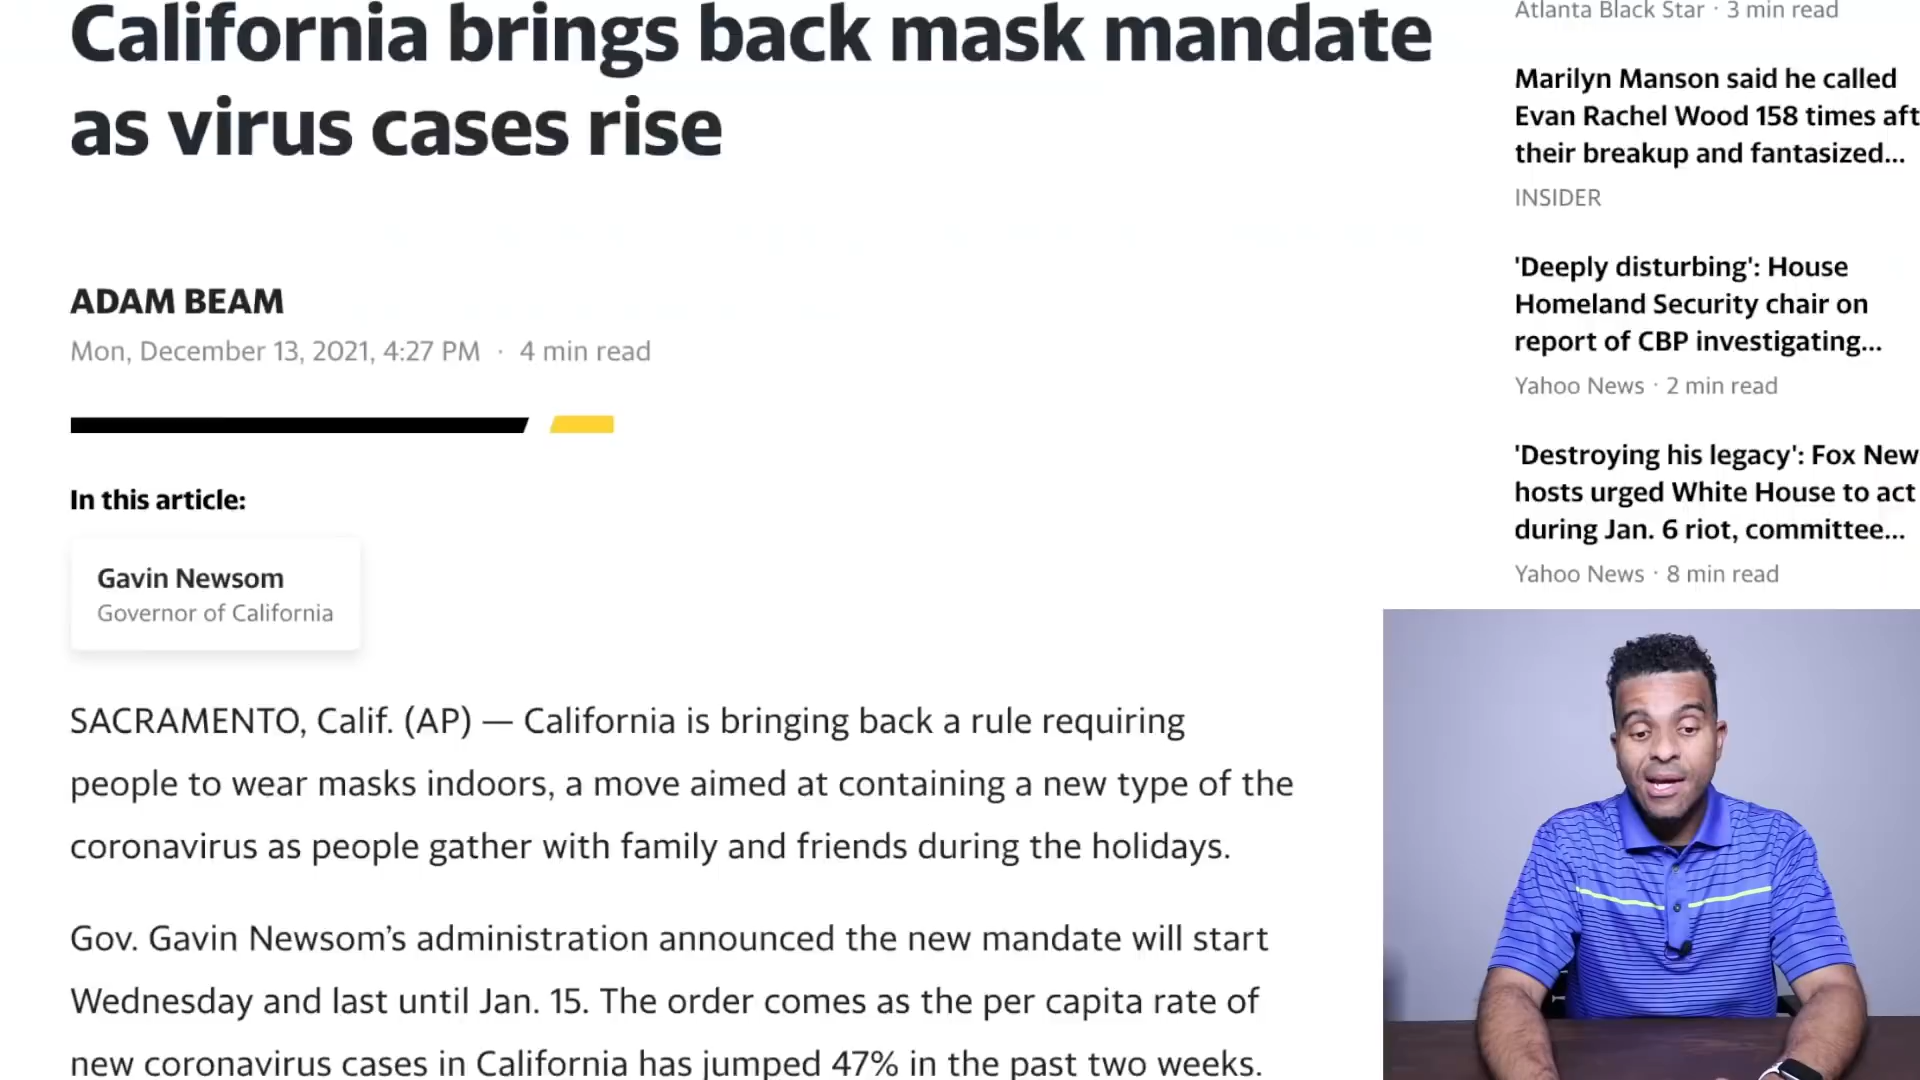 California brings back mask mandate
as virus cases rise
ADAM BEAM
Mon, December 13, 2021, 4:27 PM · 4 min read
In this article:
Gavin Newsom
Governor of California
SACRAMENTO, Calif. (AP) — California is bringing back a rule requiring
people to wear masks indoors, a move aimed at containing a new type of the
coronavirus as people gather with family and friends during the holidays.
Gov. Gavin Newsom’s administration announced the new mandate will start
Wednesday and last until Jan. 15. The order comes as the per capita rate of
new coronavirus cases in California has jumped 47% in the past two weeks.
Atlanta Black Star · 3 min read
Marilyn Manson said he called
Evan Rachel Wood 158 times aft
their breakup and fantasized...
INSIDER
'Deeply disturbing': House
Homeland Security chair on
report of CBP investigating...
Yahoo News · 2 min read
'Destroying his legacy': Fox New
hosts urged White House to act
during Jan. 6 riot, committee...
Yahoo News · 8 min read